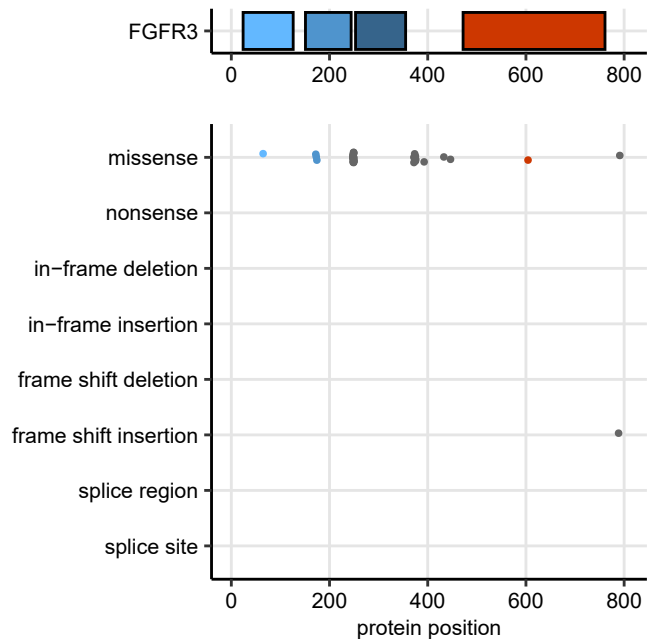 FGFR3
0 200 400 600 800
missense
nonsense
in−frame deletion
in−frame insertion
frame shift deletion
frame shift insertion
splice region
splice site
0 200 400 600 800
protein position